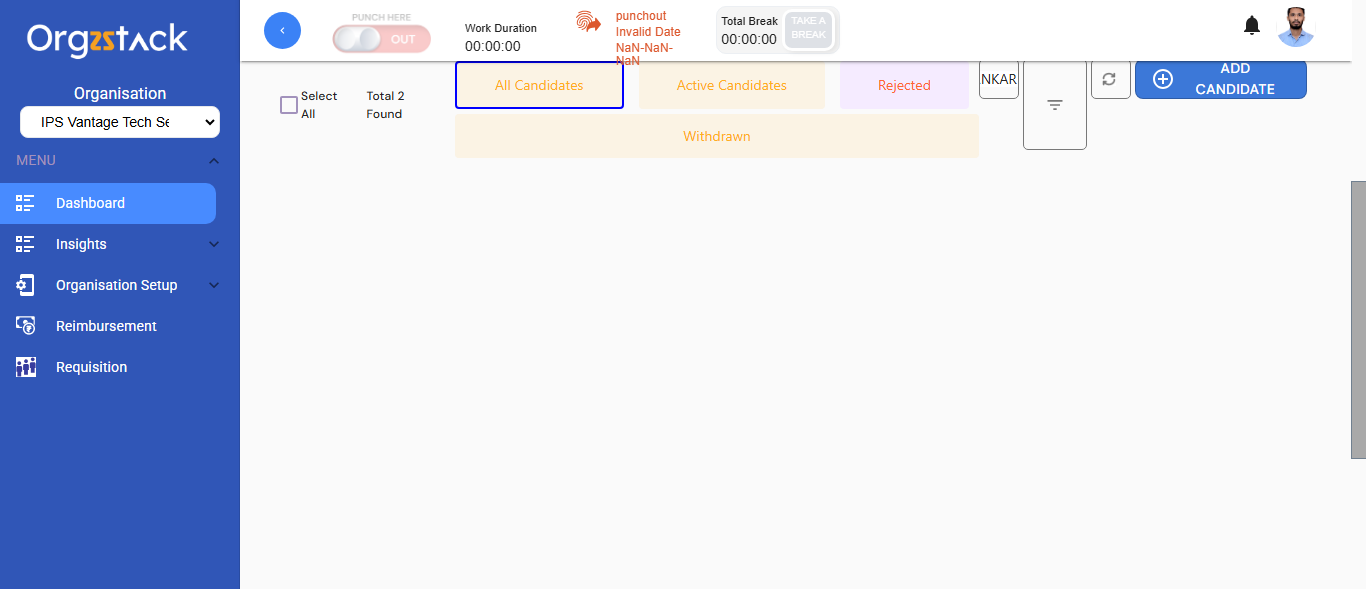 Orgzstack
Organisation
IPS Vantage Tech Se
MENU
Dashboard
Insights
Organisation Setup
Reimbursement
Requisition
‹
PUNCH HERE
OUT
Work Duration
00:00:00
punchout
Invalid Date
NaN-NaN-
NaN
Total Break
00:00:00
TAKE A
BREAK
Select
All
Total 2
Found
All Candidates
Active Candidates
Rejected
Withdrawn
NKAR
ADD
CANDIDATE